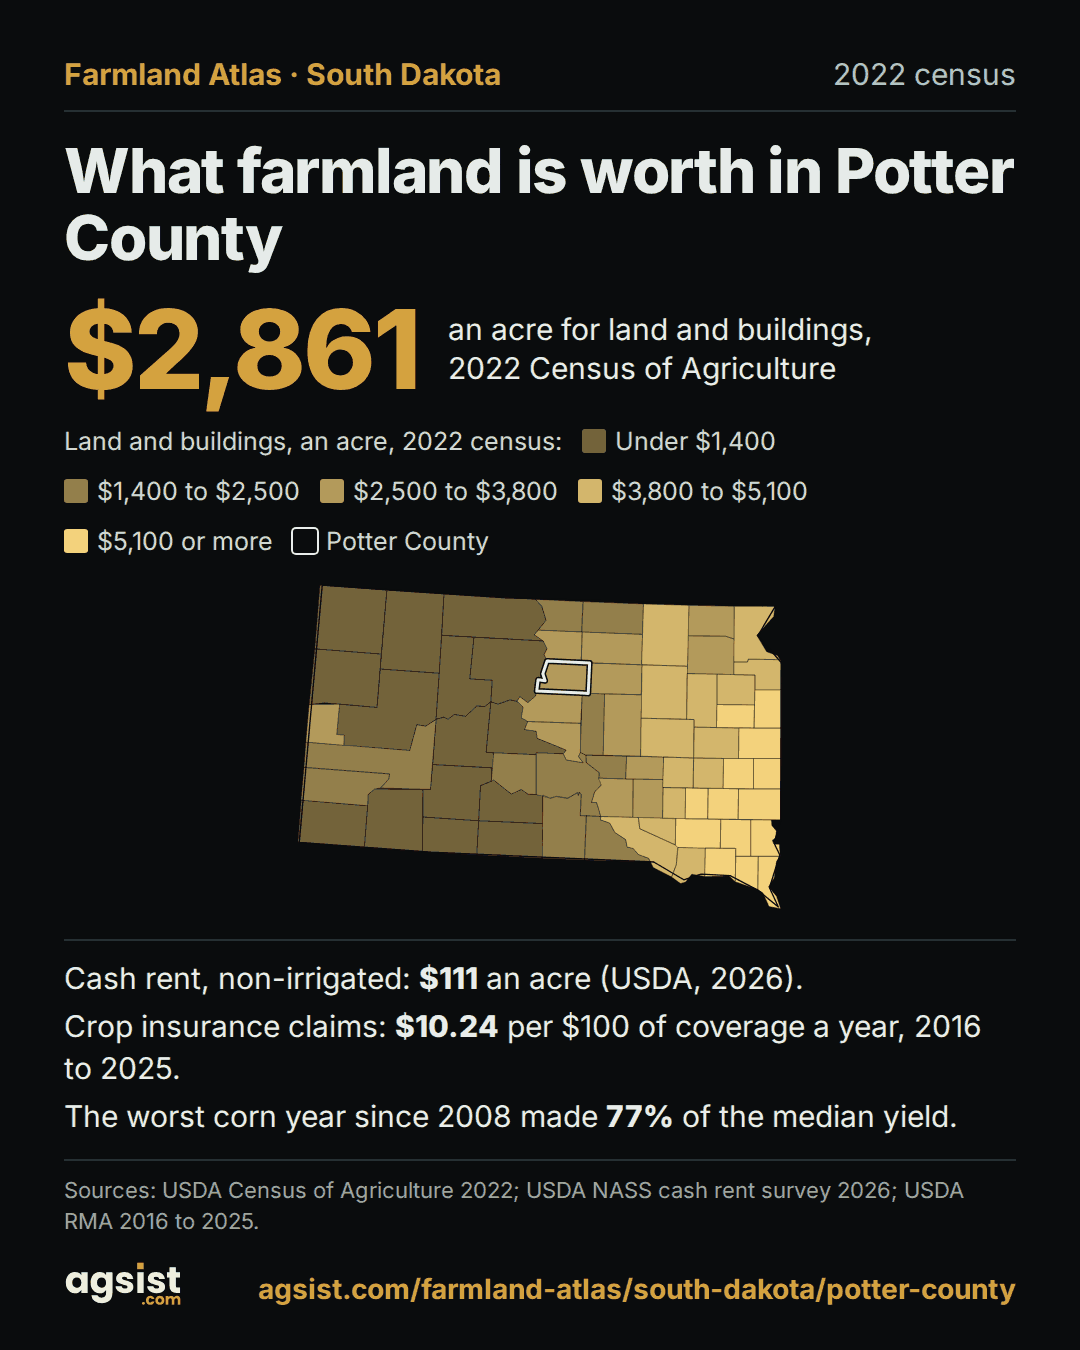 Farmland Atlas · South Dakota
2022 census
What farmland is worth in Potter
County
$2,861
an acre for land and buildings,
2022 Census of Agriculture
Land and buildings, an acre, 2022 census:
Under $1,400
$1,400 to $2,500
$2,500 to $3,800
$3,800 to $5,100
$5,100 or more
Potter County
Cash rent, non-irrigated: $111 an acre (USDA, 2026).
Crop insurance claims: $10.24 per $100 of coverage a year, 2016
to 2025.
The worst corn year since 2008 made 77% of the median yield.
Sources: USDA Census of Agriculture 2022; USDA NASS cash rent survey 2026; USDA
RMA 2016 to 2025.
agsist
.com
agsist.com/farmland-atlas/south-dakota/potter-county